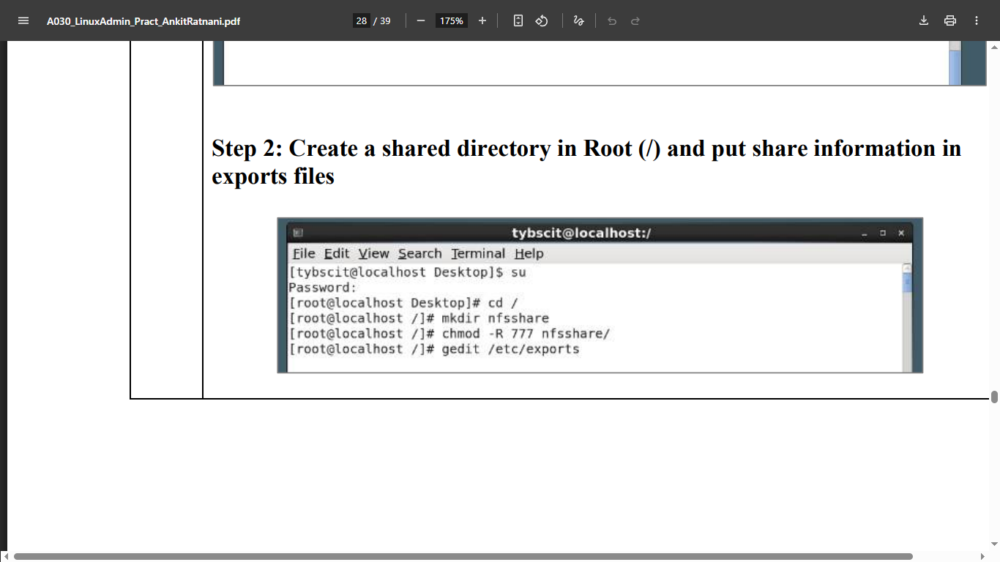 A030_LinuxAdmin_Pract_AnkitRatnani.pdf
28 / 39
175%
Step 2: Create a shared directory in Root (/) and put share information in
exports files
tybscit@localhost:/
File Edit View Search Terminal Help
[tybscit@localhost Desktop]$ su
Password:
[root@localhost Desktop]# cd /
[root@localhost /]# mkdir nfsshare
[root@localhost /]# chmod -R 777 nfsshare/
[root@localhost /]# gedit /etc/exports